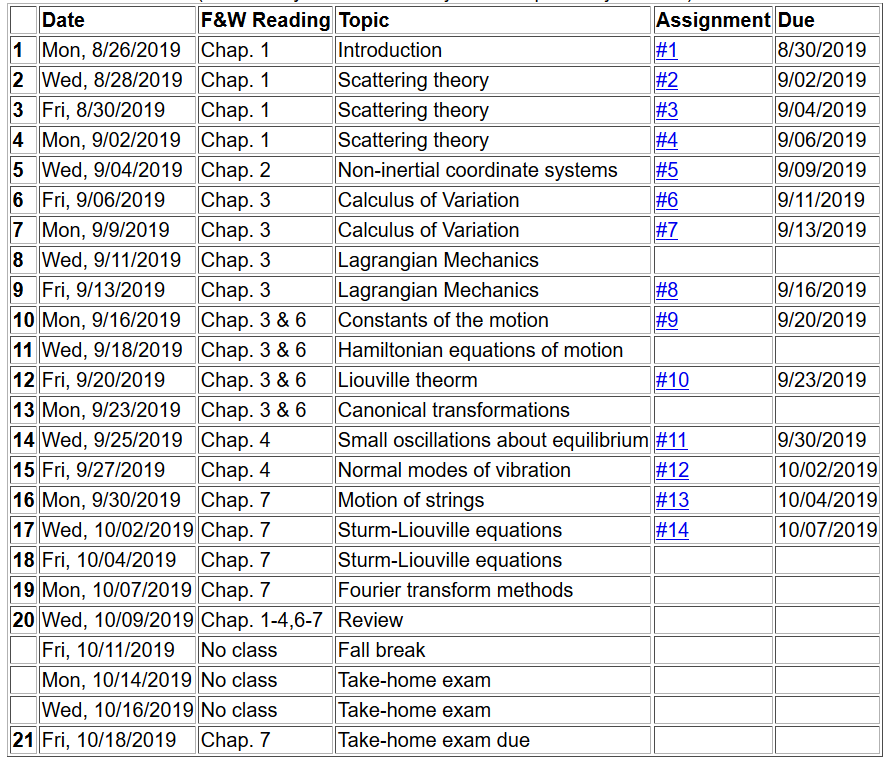 Date F&W Reading Topic Assignment Due
1 Mon, 8/26/2019 Chap. 1 Introduction #1 8/30/2019
2 Wed, 8/28/2019 Chap. 1 Scattering theory #2 9/02/2019
3 Fri, 8/30/2019 Chap. 1 Scattering theory #3 9/04/2019
4 Mon, 9/02/2019 Chap. 1 Scattering theory #4 9/06/2019
5 Wed, 9/04/2019 Chap. 2 Non-inertial coordinate systems #5 9/09/2019
6 Fri, 9/06/2019 Chap. 3 Calculus of Variation #6 9/11/2019
7 Mon, 9/9/2019 Chap. 3 Calculus of Variation #7 9/13/2019
8 Wed, 9/11/2019 Chap. 3 Lagrangian Mechanics
9 Fri, 9/13/2019 Chap. 3 Lagrangian Mechanics #8 9/16/2019
10 Mon, 9/16/2019 Chap. 3 & 6 Constants of the motion #9 9/20/2019
11 Wed, 9/18/2019 Chap. 3 & 6 Hamiltonian equations of motion
12 Fri, 9/20/2019 Chap. 3 & 6 Liouville theorm #10 9/23/2019
13 Mon, 9/23/2019 Chap. 3 & 6 Canonical transformations
14 Wed, 9/25/2019 Chap. 4 Small oscillations about equilibrium #11 9/30/2019
15 Fri, 9/27/2019 Chap. 4 Normal modes of vibration #12 10/02/2019
16 Mon, 9/30/2019 Chap. 7 Motion of strings #13 10/04/2019
17 Wed, 10/02/2019 Chap. 7 Sturm-Liouville equations #14 10/07/2019
18 Fri, 10/04/2019 Chap. 7 Sturm-Liouville equations
19 Mon, 10/07/2019 Chap. 7 Fourier transform methods
20 Wed, 10/09/2019 Chap. 1-4,6-7 Review
Fri, 10/11/2019 No class Fall break
Mon, 10/14/2019 No class Take-home exam
Wed, 10/16/2019 No class Take-home exam
21 Fri, 10/18/2019 Chap. 7 Take-home exam due